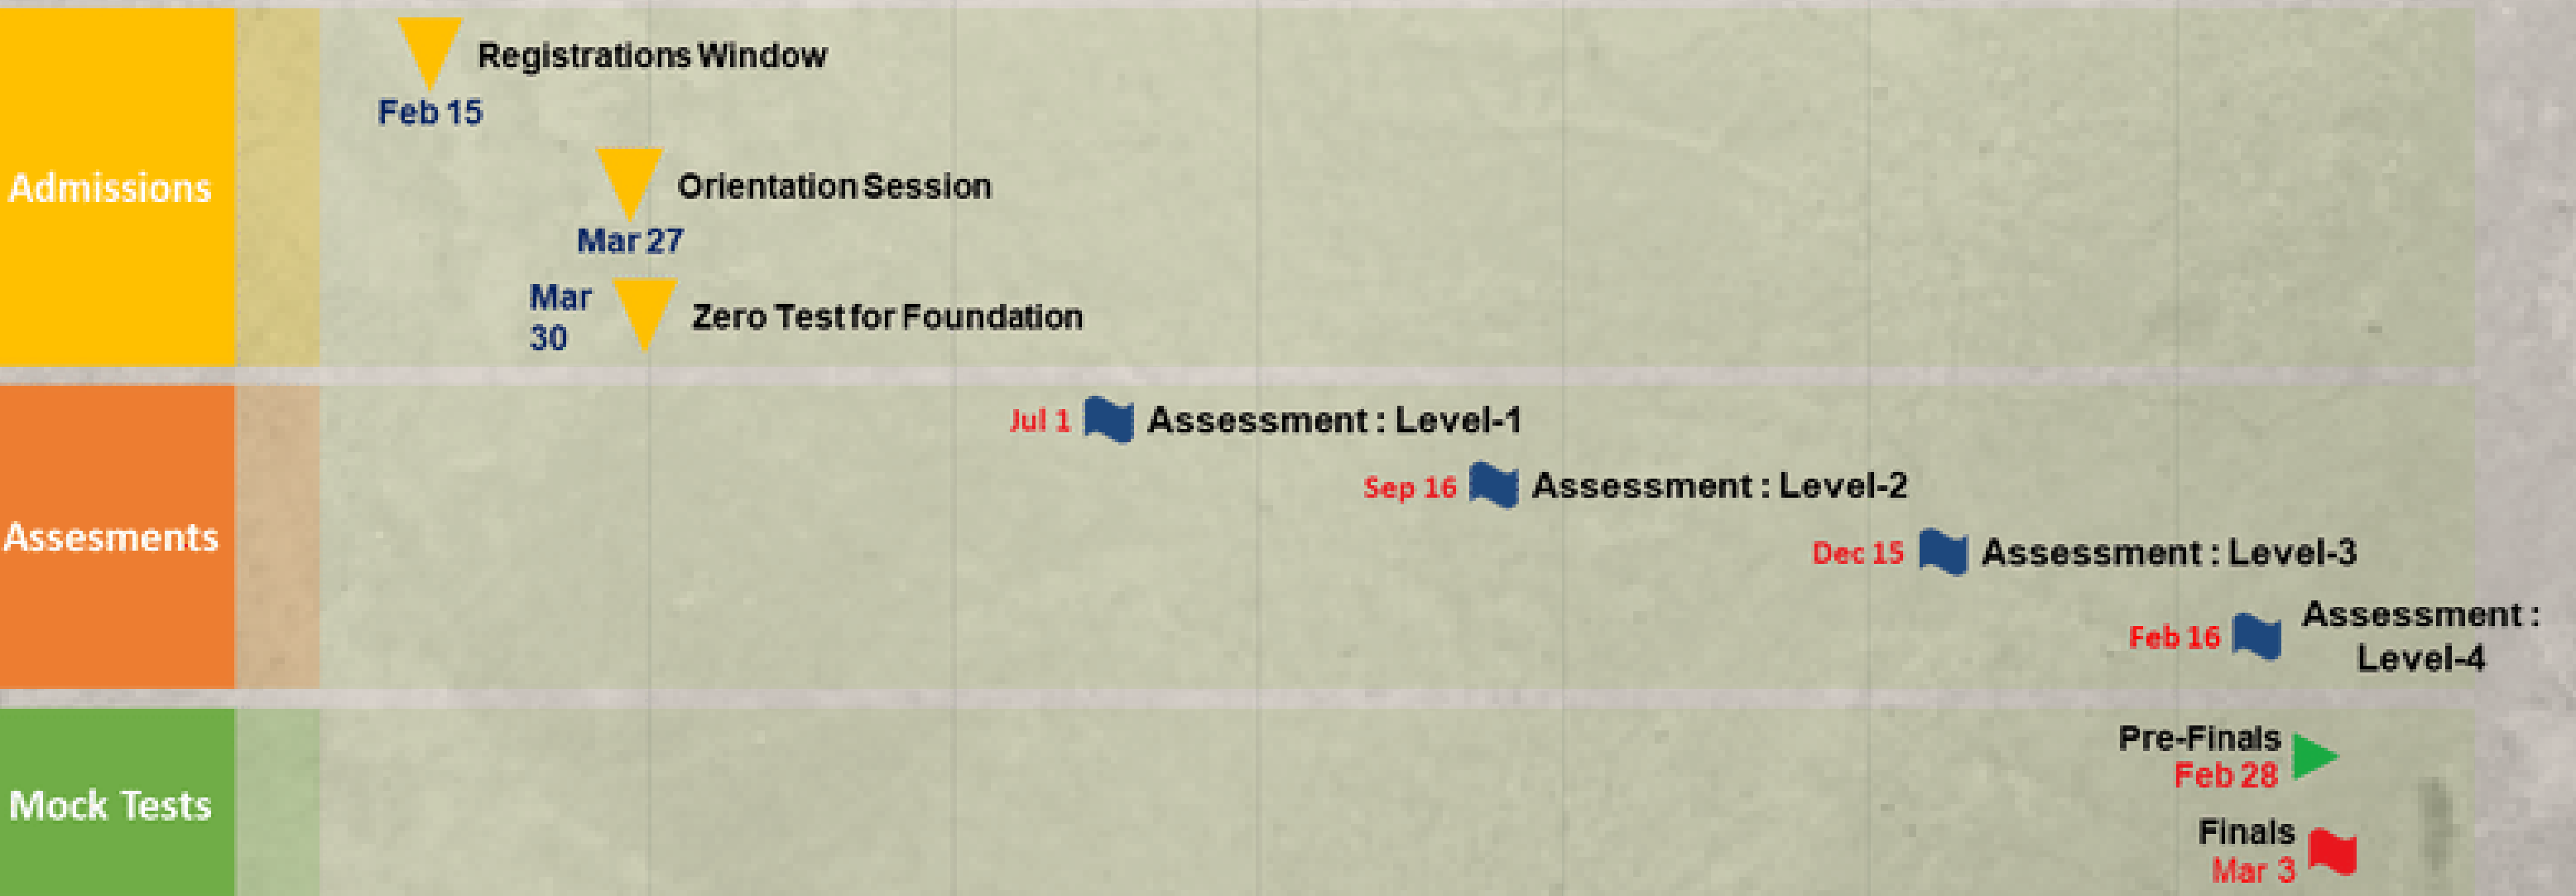 Admissions
Registrations Window
Feb 15
Orientation Session
Mar 27
Mar
30
Zero Test for Foundation
Assesments
Jul 1
Assessment : Level-1
Sep 16
Assessment : Level-2
Dec 15
Assessment : Level-3
Feb 16
Assessment :
Level-4
Mock Tests
Pre-Finals
Feb 28
Finals
Mar 3